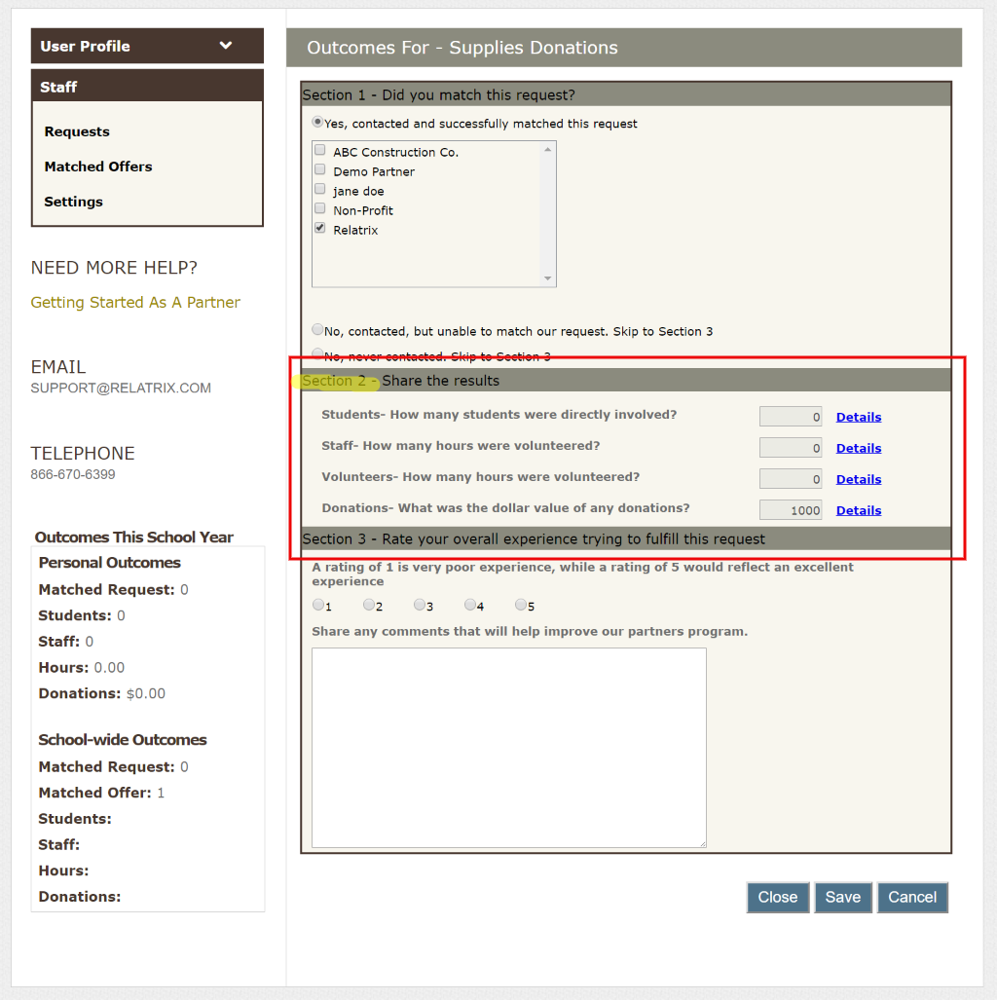 User Profile
Staff
Requests
Matched Offers
Settings
NEED MORE HELP?
Getting Started As A Partner
EMAIL
SUPPORT@RELATRIX.COM
TELEPHONE
866-670-6399
Outcomes This School Year
Personal Outcomes
Matched Request: 0
Students: 0
Staff: 0
Hours: 0.00
Donations: $0.00
School-wide Outcomes
Matched Request: 0
Matched Offer: 1
Students:
Staff:
Hours:
Donations:
Outcomes For - Supplies Donations
Section 1 - Did you match this request?
Yes, contacted and successfully matched this request
ABC Construction Co.
Demo Partner
jane doe
Non-Profit
Relatrix
No, contacted, but unable to match our request. Skip to Section 3
No, never contacted. Skip to Section 3
Section 2 - Share the results
Students- How many students were directly involved? 0 Details
Staff- How many hours were volunteered? 0 Details
Volunteers- How many hours were volunteered? 0 Details
Donations- What was the dollar value of any donations? 1000 Details
Section 3 - Rate your overall experience trying to fulfill this request
A rating of 1 is very poor experience, while a rating of 5 would reflect an excellent
experience
1 2 3 4 5
Share any comments that will help improve our partners program.
Close Save Cancel